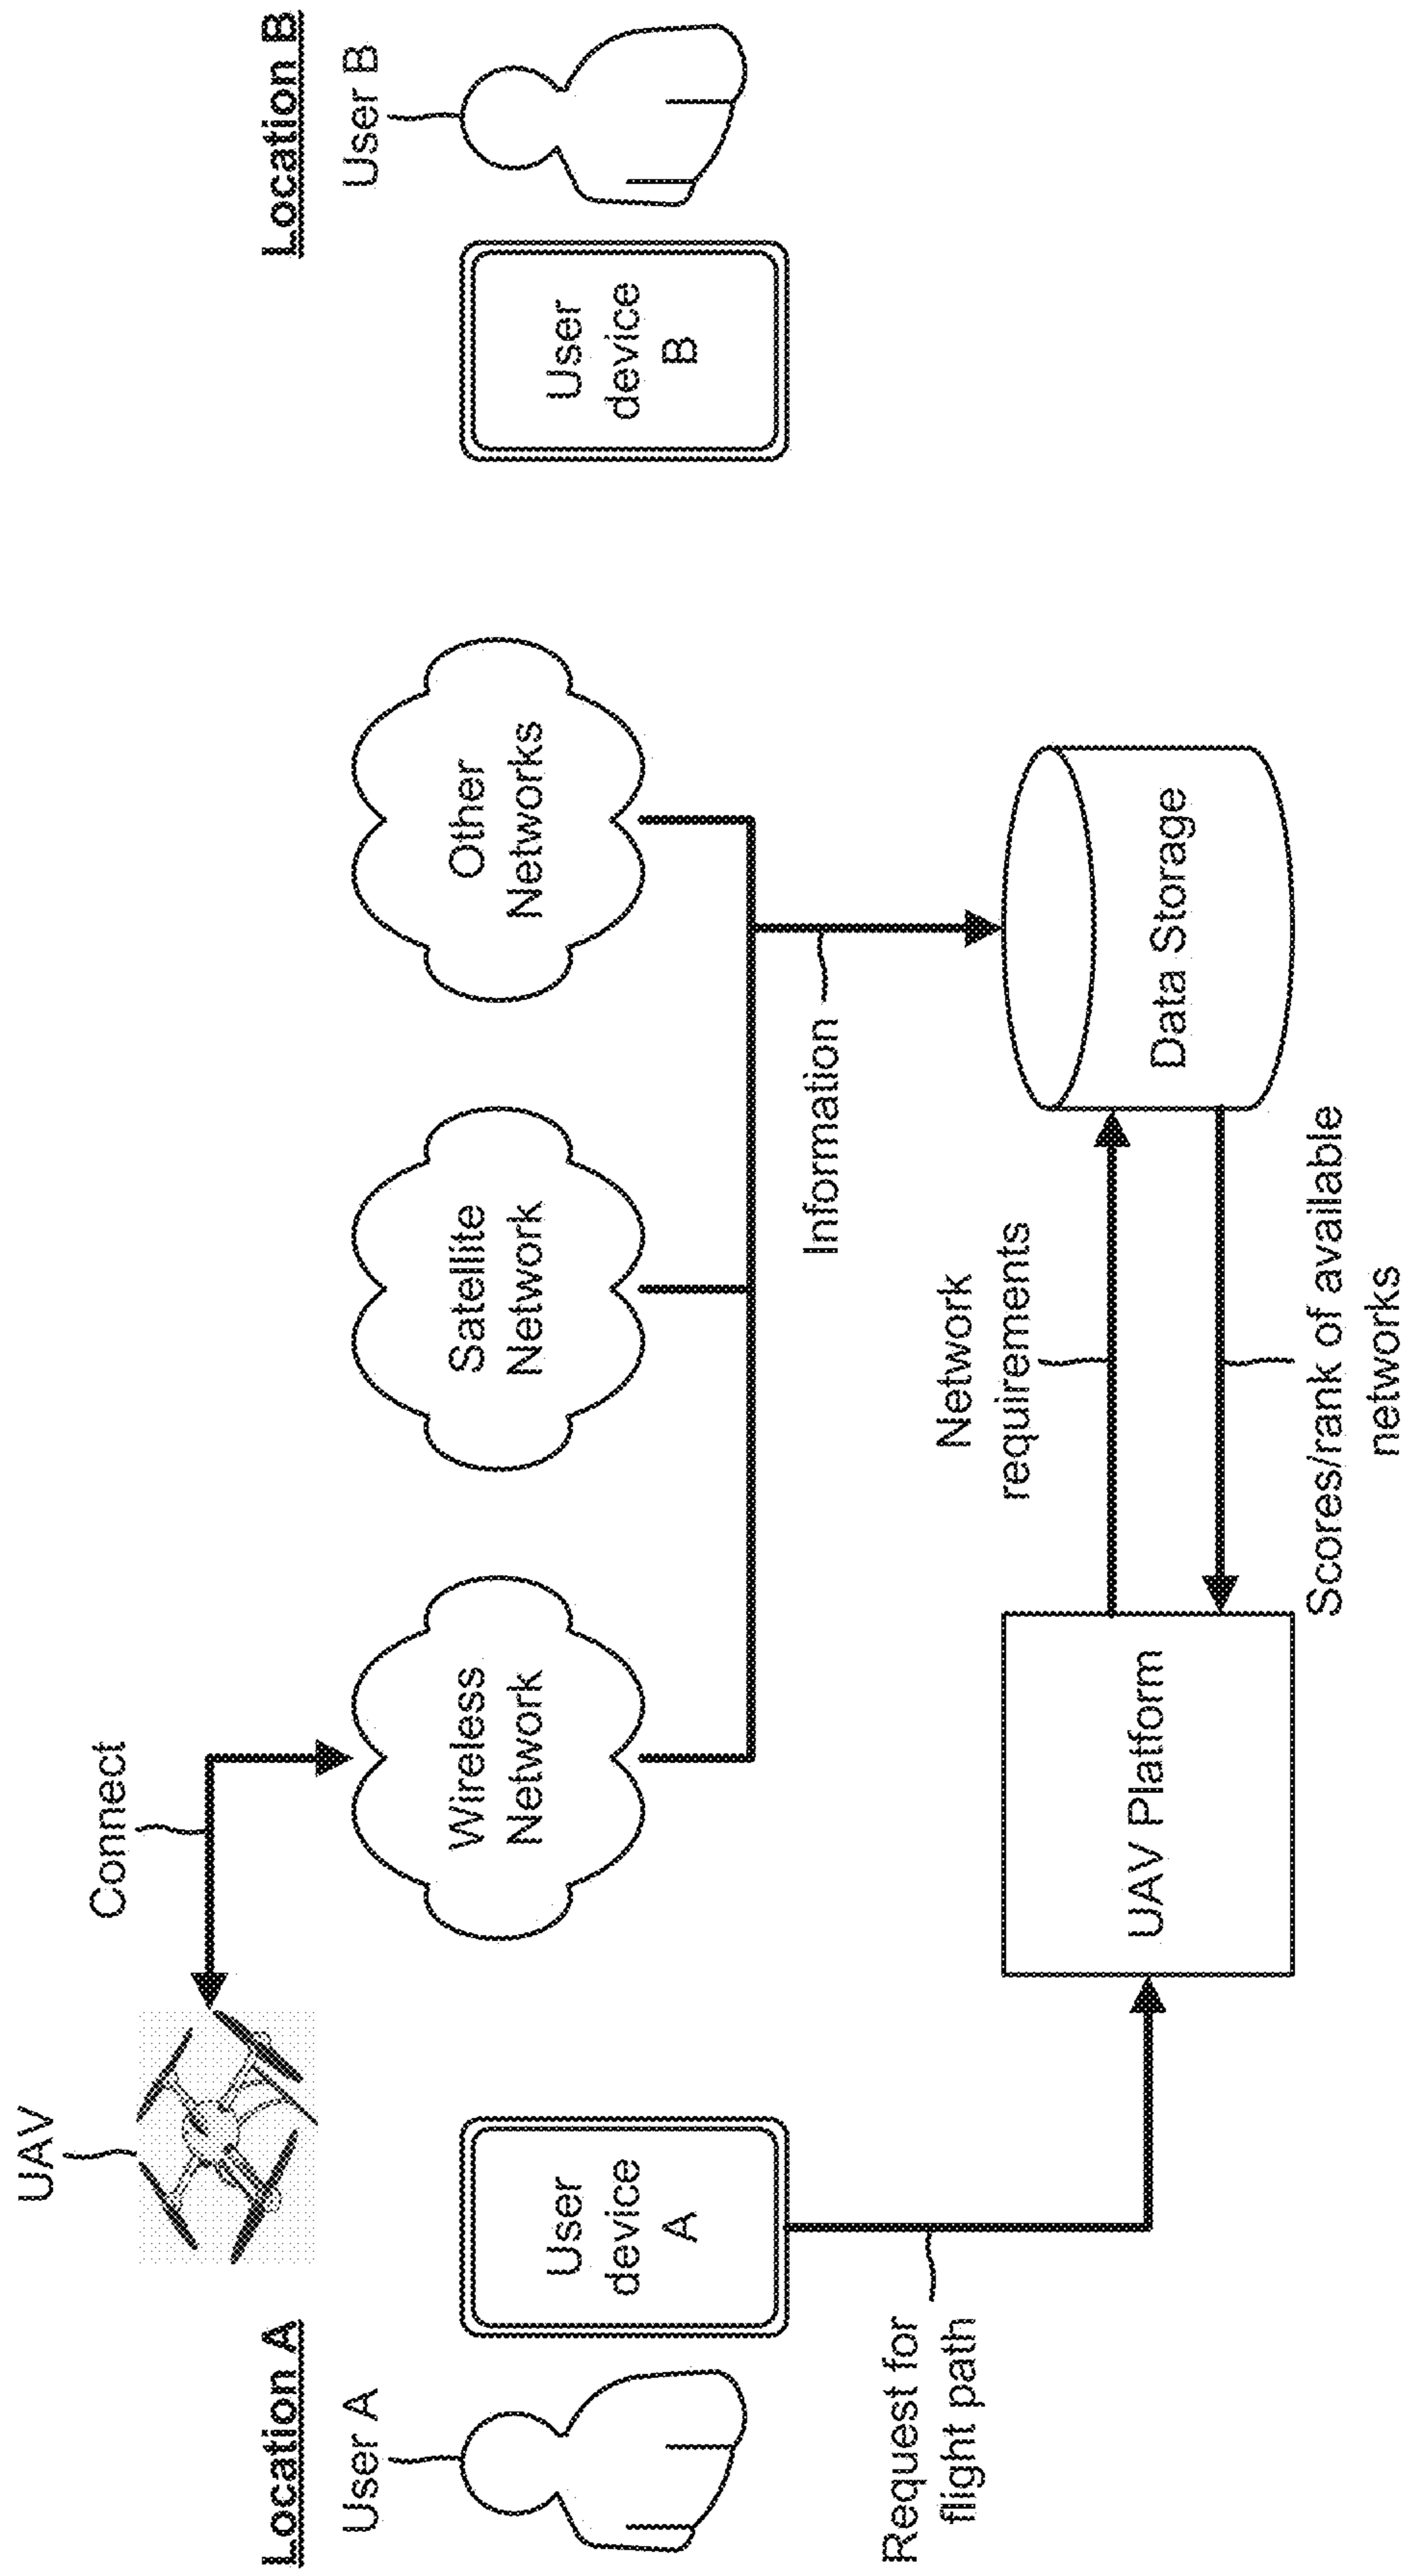 UAV
Connect
Location A
User A
Location B
User B
User
device
A
Wireless
Network
Satellite
Network
Other
Networks
User
device
B
Information
Request for
flight path
Network
requirements
UAV Platform
Data Storage
Scores/rank of available
networks